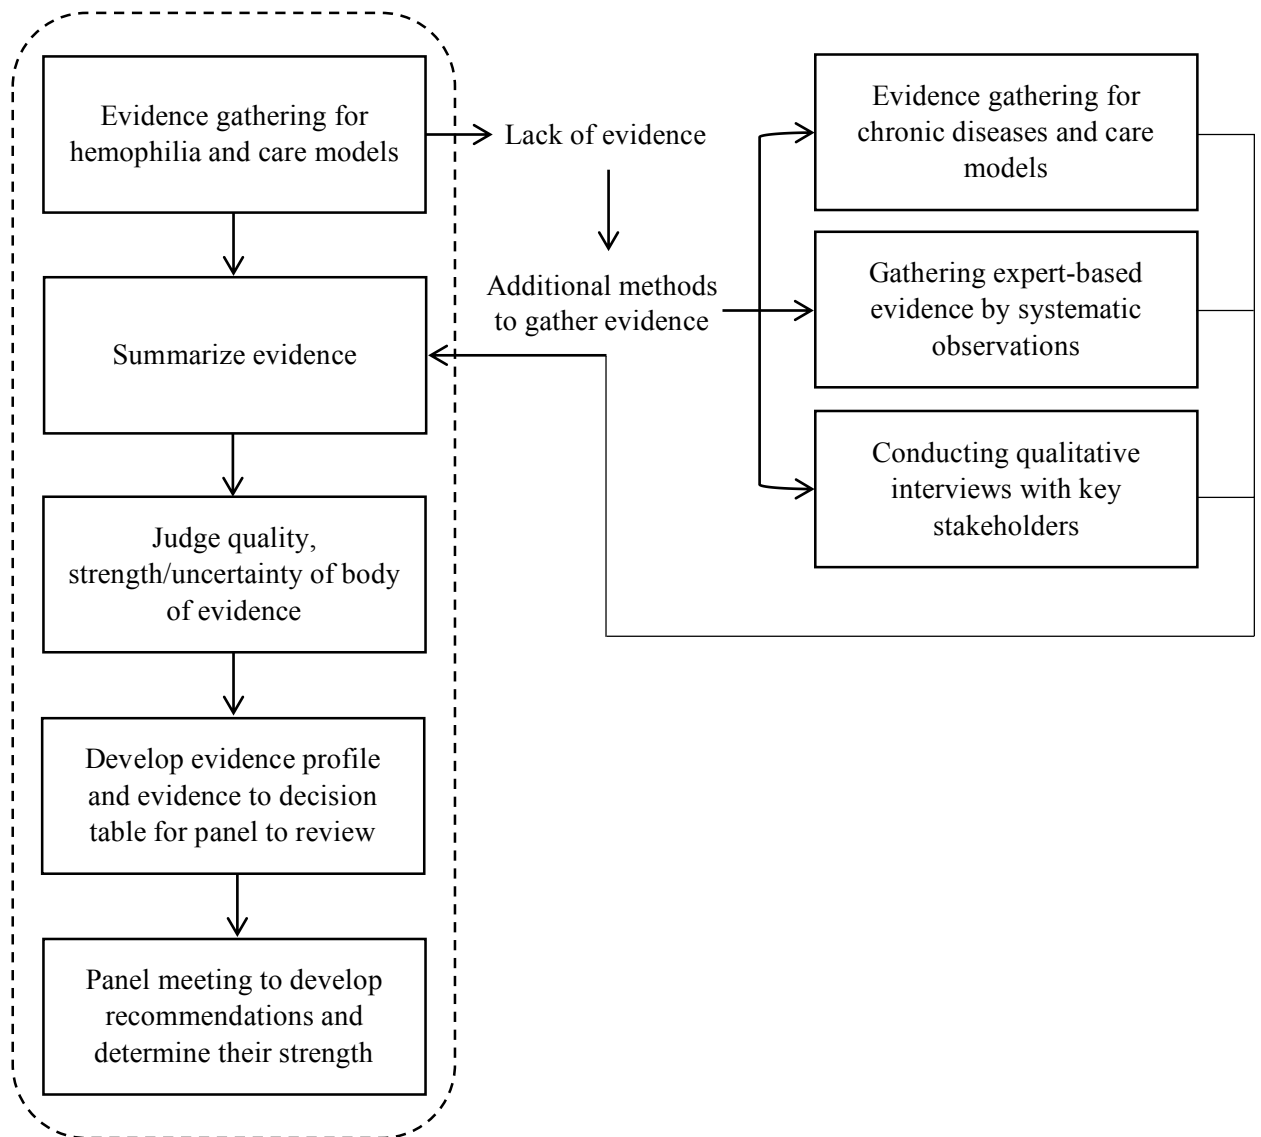 Evidence gathering for
hemophilia and care models
Lack of evidence
Evidence gathering for
chronic diseases and care
models
Summarize evidence
Additional methods
to gather evidence
Gathering expert-based
evidence by systematic
observations
Conducting qualitative
interviews with key
stakeholders
Judge quality,
strength/uncertainty of body
of evidence
Develop evidence profile
and evidence to decision
table for panel to review
Panel meeting to develop
recommendations and
determine their strength